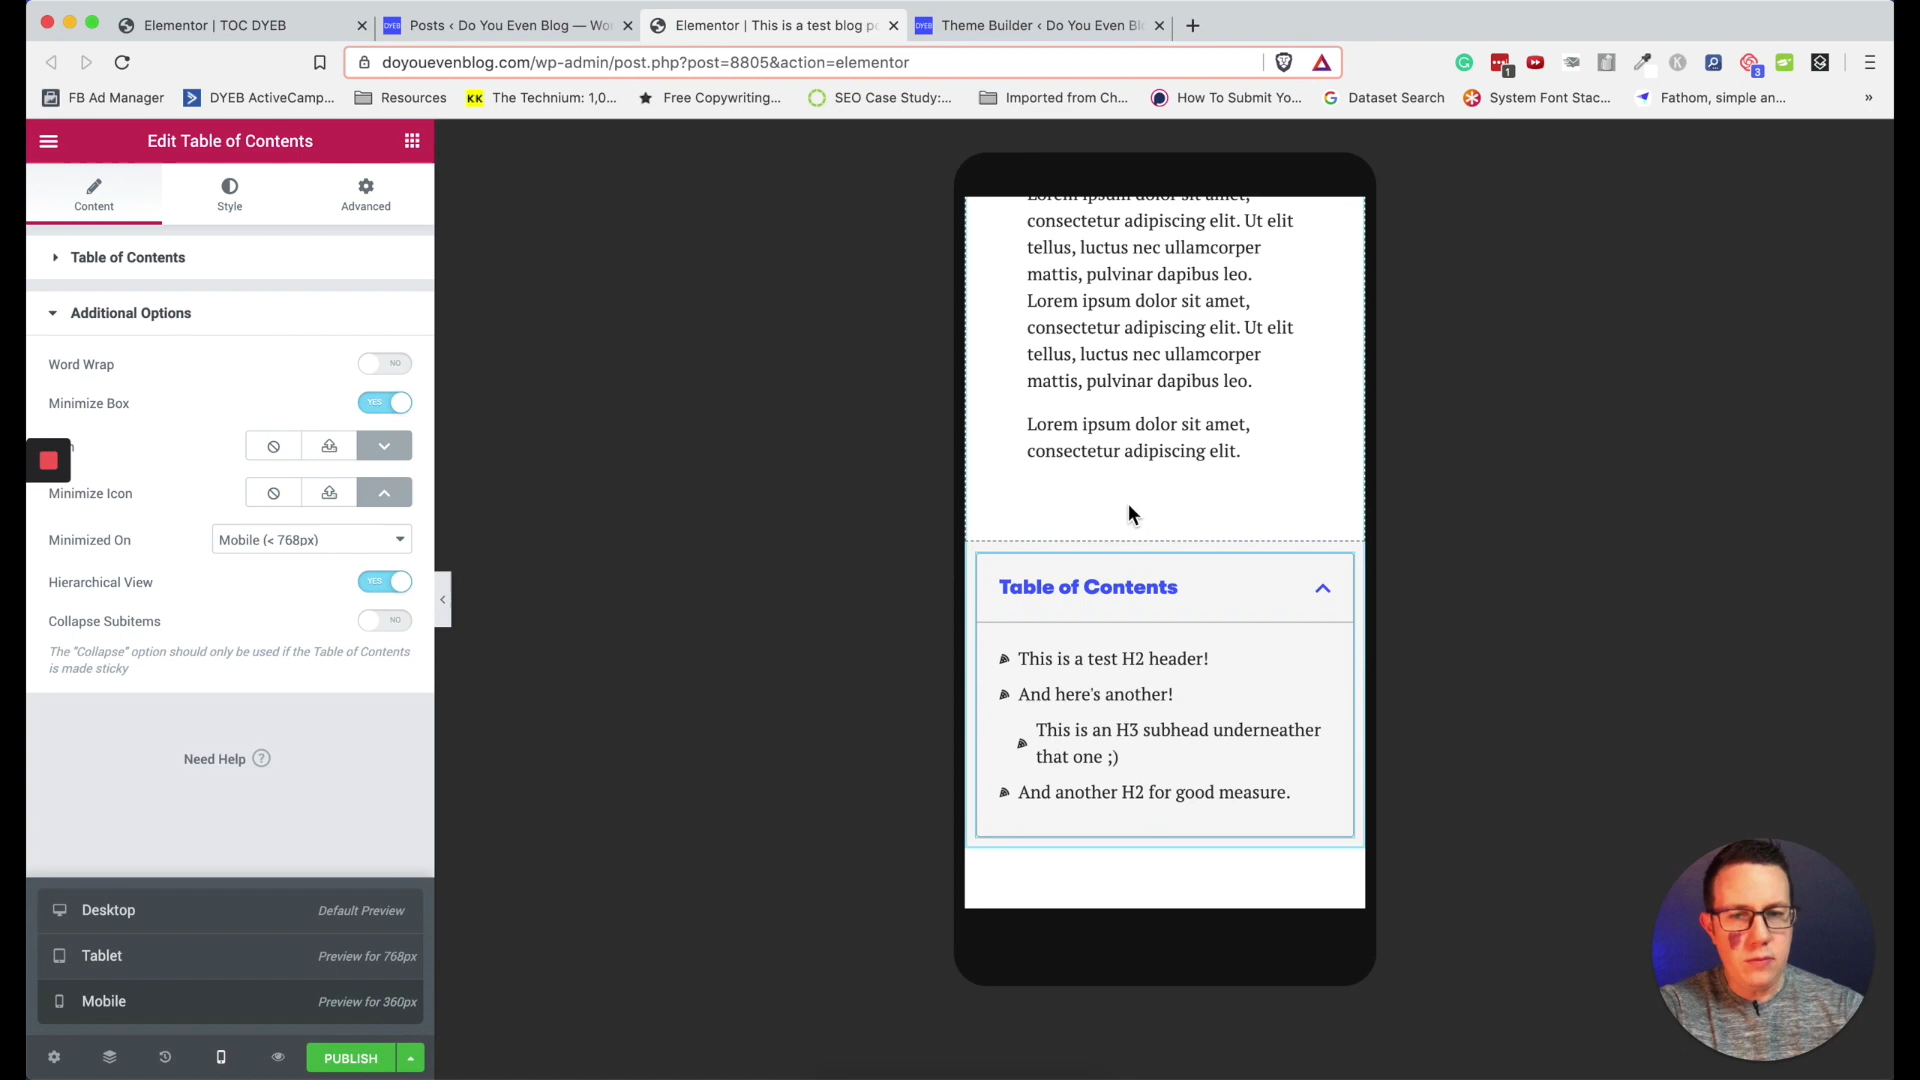 Elementor | TOC DYEB
Posts ‹ Do You Even Blog — Wo
Elementor | This is a test blog po
Theme Builder ‹ Do You Even Bl
doyouevenblog.com/wp-admin/post.php?post=8805&action=elementor
1
3
FB Ad Manager
DYEB ActiveCamp...
Resources
KK The Technium: 1,0...
Free Copywriting...
SEO Case Study:...
Imported from Ch...
How To Submit Yo...
Dataset Search
System Font Stac...
Fathom, simple an...
»
Edit Table of Contents
Content
Style
Advanced
Table of Contents
Additional Options
Word Wrap
NO
Minimize Box
YES
Minimize Icon
Minimized On
Mobile (< 768px)
Hierarchical View
YES
Collapse Subitems
NO
The "Collapse" option should only be used if the Table of Contents
is made sticky
Need Help ?
Desktop
Default Preview
Tablet
Preview for 768px
Mobile
Preview for 360px
PUBLISH
Lorem ipsum dolor sit amet,
consectetur adipiscing elit. Ut elit
tellus, luctus nec ullamcorper
mattis, pulvinar dapibus leo.
Lorem ipsum dolor sit amet,
consectetur adipiscing elit. Ut elit
tellus, luctus nec ullamcorper
mattis, pulvinar dapibus leo.
Lorem ipsum dolor sit amet,
consectetur adipiscing elit.
Table of Contents
This is a test H2 header!
And here's another!
This is an H3 subhead underneather
that one ;)
And another H2 for good measure.